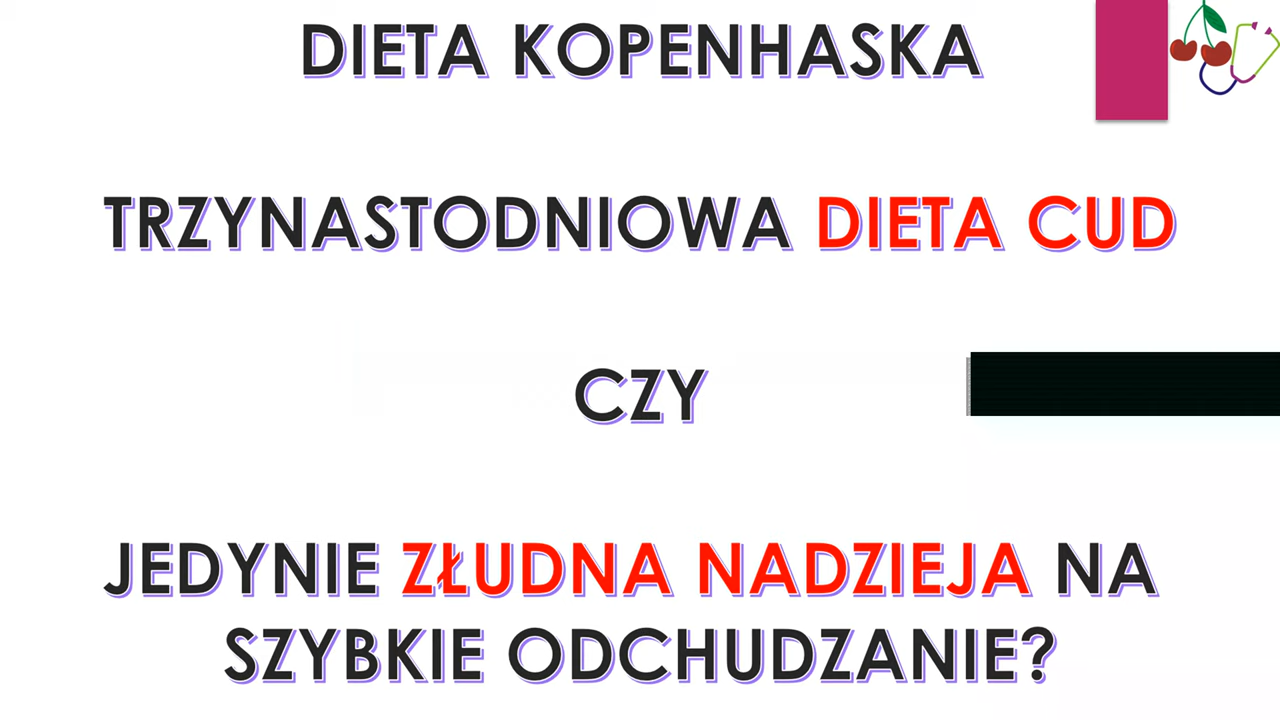 DIETA KOPENHASKA
TRZYNASTODNIOWA DIETA CUD
CZY
JEDYNIE ZŁUDNA NADZIEJA NA
SZYBKIE ODCHUDZANIE?